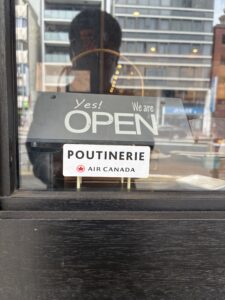 Yes! We are
OPEN
POUTINERIE
AIR CANADA